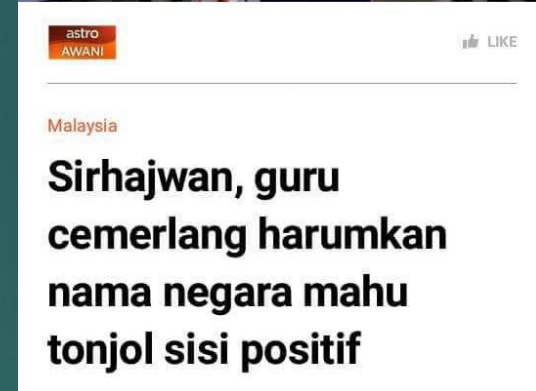 astro
AWANI
LIKE
Malaysia
Sirhajwan, guru
cemerlang harumkan
nama negara mahu
tonjol sisi positif